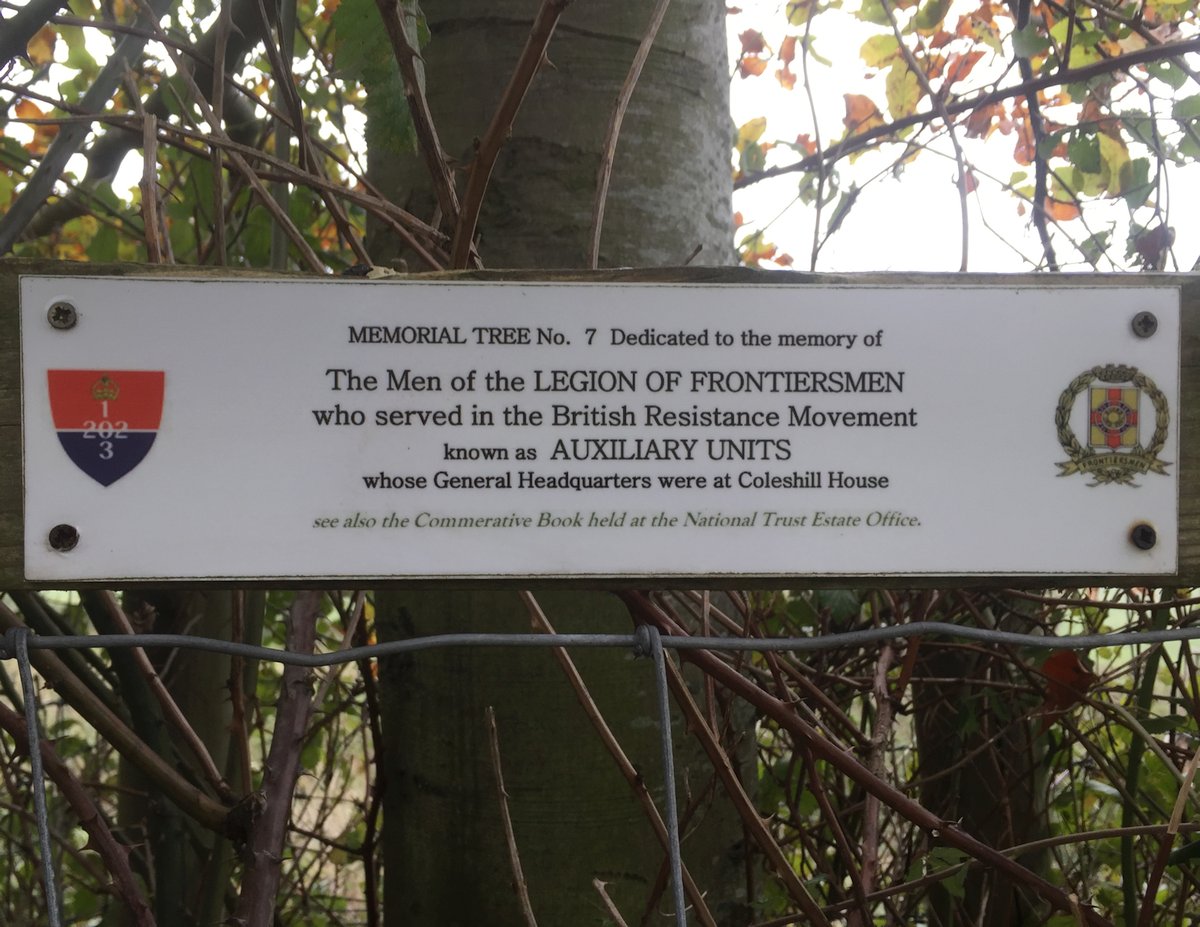 MEMORIAL TREE No. 7 Dedicated to the memory of
The Men of the LEGION OF FRONTIERSMEN
who served in the British Resistance Movement
known as AUXILIARY UNITS
whose General Headquarters were at Coleshill House
see also the Commerative Book held at the National Trust Estate Office.
1
202
3
FRONTIERSMEN